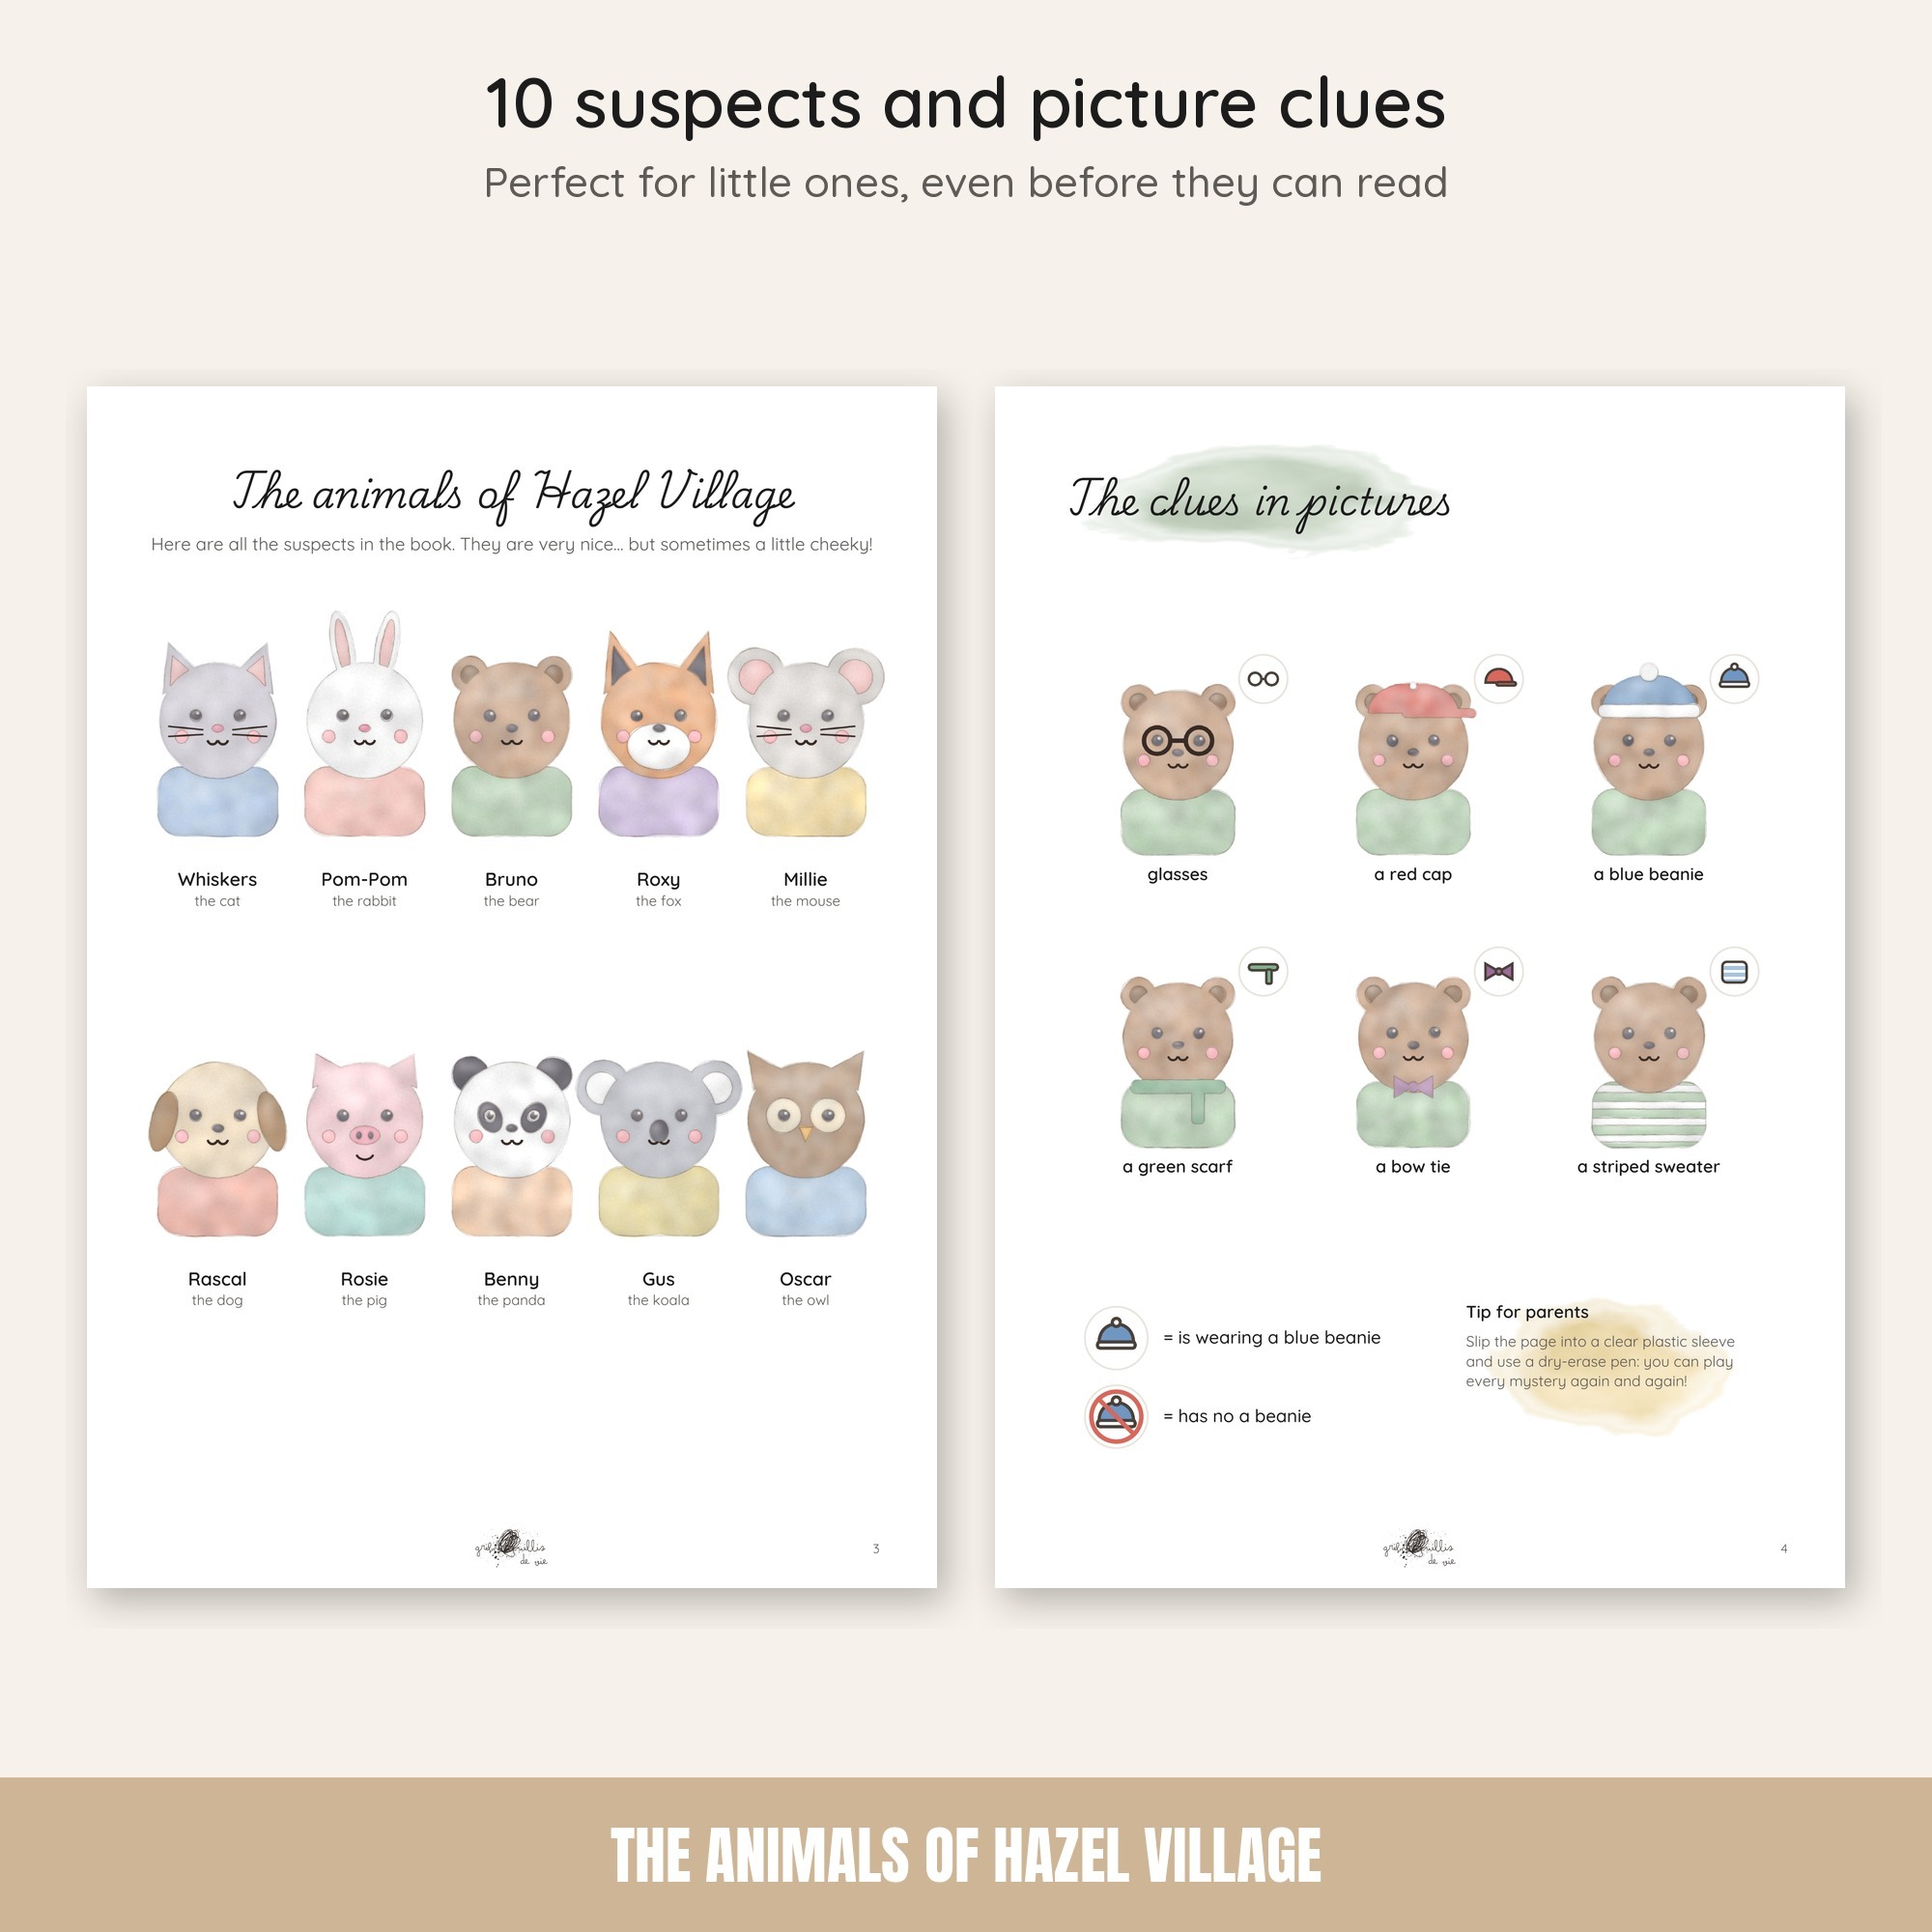 10 suspects and picture clues
Perfect for little ones, even before they can read
The animals of Hazel Village
Here are all the suspects in the book. They are very nice... but sometimes a little cheeky!
Whiskers
the cat
Pom-Pom
the rabbit
Bruno
the bear
Roxy
the fox
Millie
the mouse
Rascal
the dog
Rosie
the pig
Benny
the panda
Gus
the koala
Oscar
the owl
3
The clues in pictures
glasses
a red cap
a blue beanie
a green scarf
a bow tie
a striped sweater
= is wearing a blue beanie
= has no a beanie
Tip for parents
Slip the page into a clear plastic sleeve
and use a dry-erase pen: you can play
every mystery again and again!
de vie
4
THE ANIMALS OF HAZEL VILLAGE